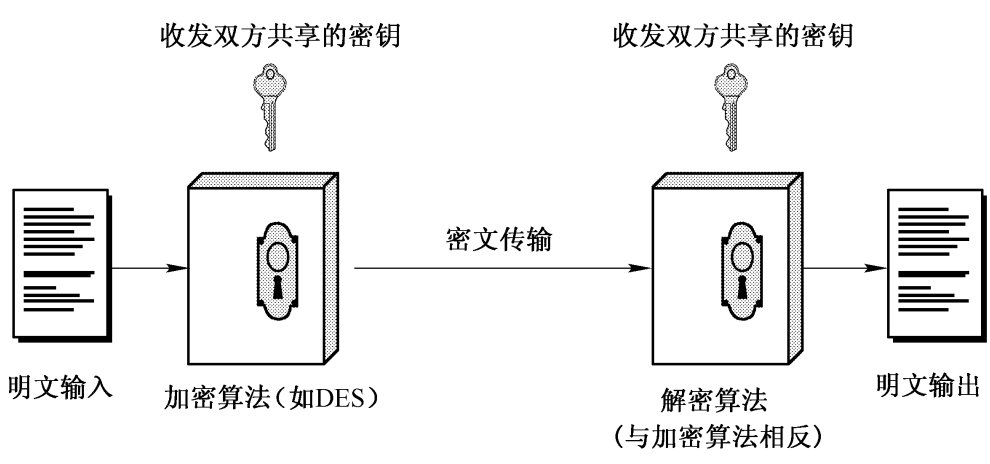 收发双方共享的密钥
收发双方共享的密钥
密文传输
明文输入
加密算法（如DES）
解密算法
（与加密算法相反）
明文输出